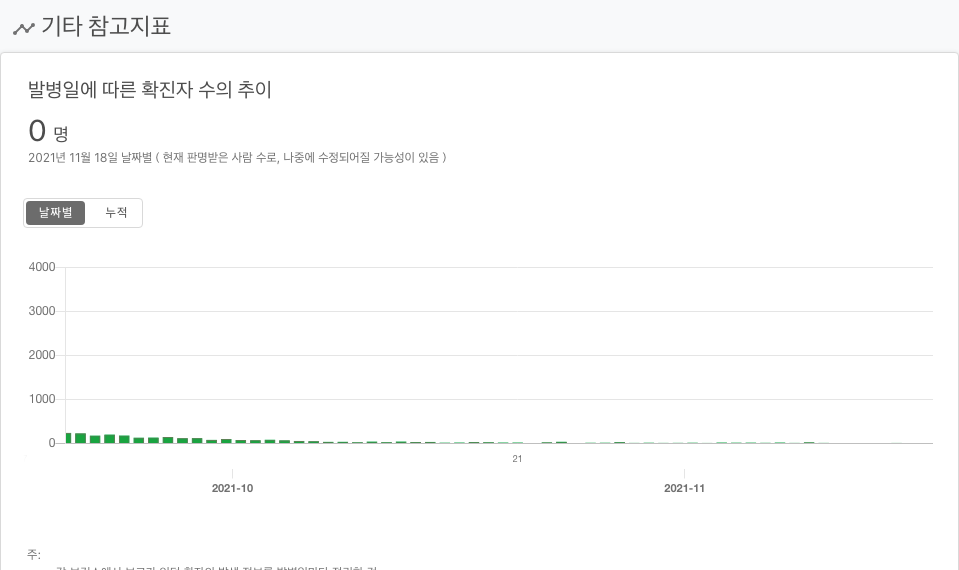 기타 참고지표
발병일에 따른 확진자 수의 추이
0 명
2021년 11월 18일 날짜별 ( 현재 판명받은 사람 수로, 나중에 수정되어질 가능성이 있음 )
날짜별 누적
4000
3000
2000
1000
0
21
2021-10 2021-11
주: